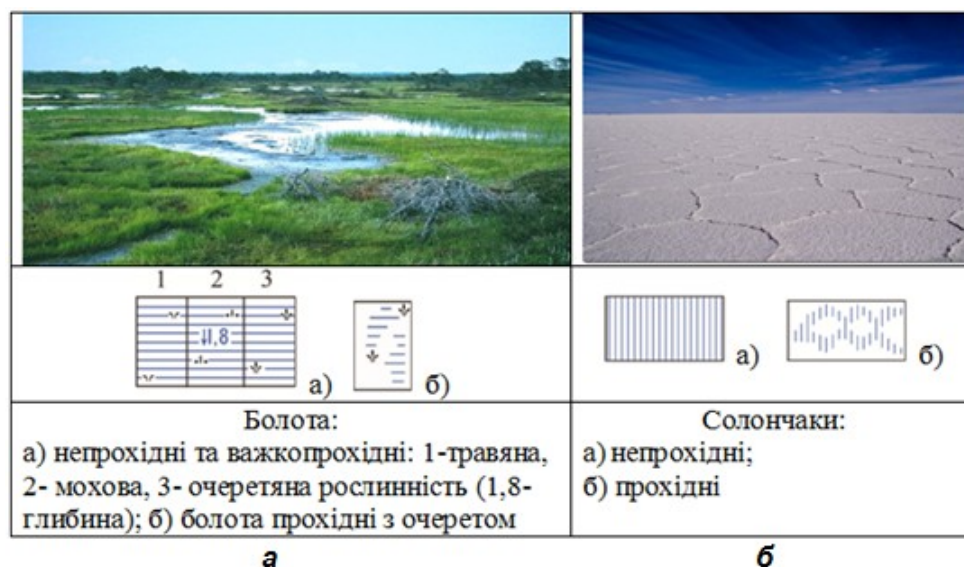 1 2 3
1,8
а) б)
а) б)
Болота:
а) непрохідні та важкопрохідні: 1-травяна,
2- мохова, 3- очеретяна рослинність (1,8-
глибина); б) болота прохідні з очеретом
Солончаки:
а) непрохідні;
б) прохідні
а б